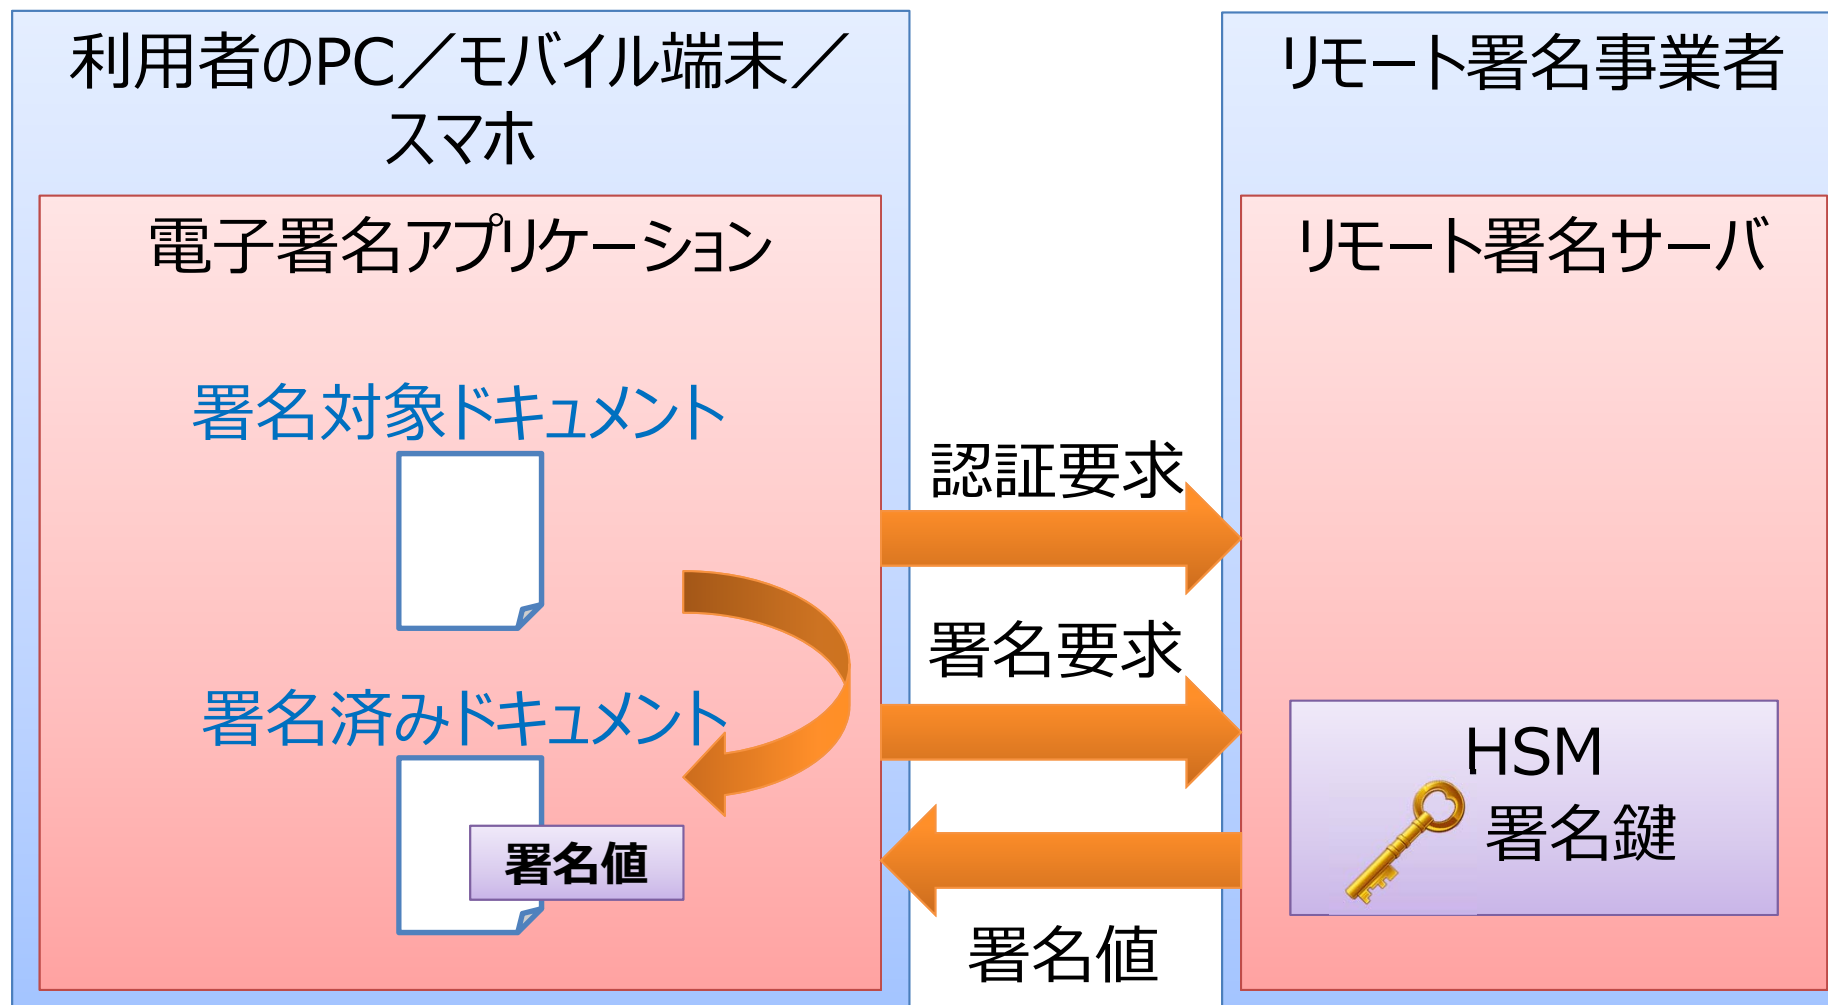 利用者のPC／モバイル端末／
スマホ
電子署名アプリケーション
署名対象ドキュメント
署名済みドキュメント
署名値
認証要求
署名要求
署名値
リモート署名事業者
リモート署名サーバ
HSM
署名鍵